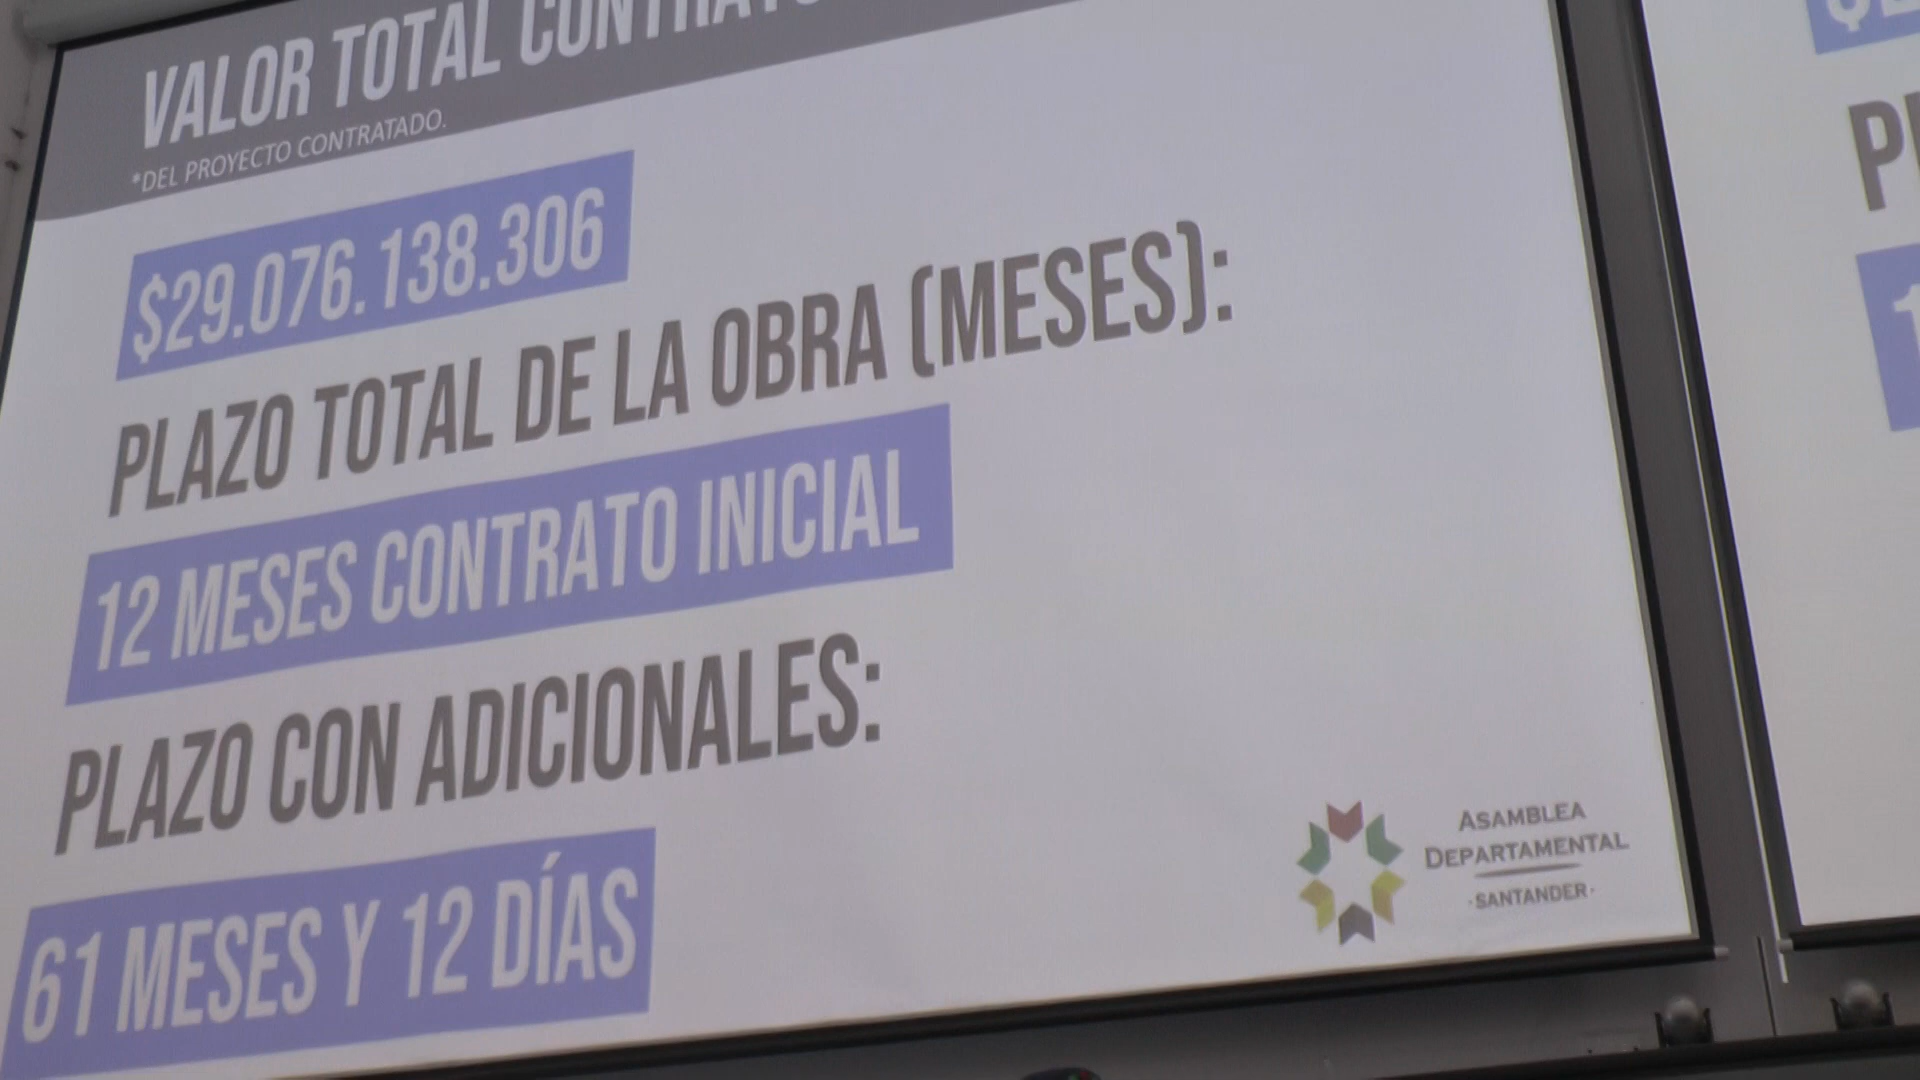 VALOR TOTAL CONTRATO
*DEL PROYECTO CONTRATADO.
$29.076.138.306
PLAZO TOTAL DE LA OBRA (MESES):
12 MESES CONTRATO INICIAL
PLAZO CON ADICIONALES:
61 MESES Y 12 DÍAS
ASAMBLEA
DEPARTAMENTAL
·SANTANDER·